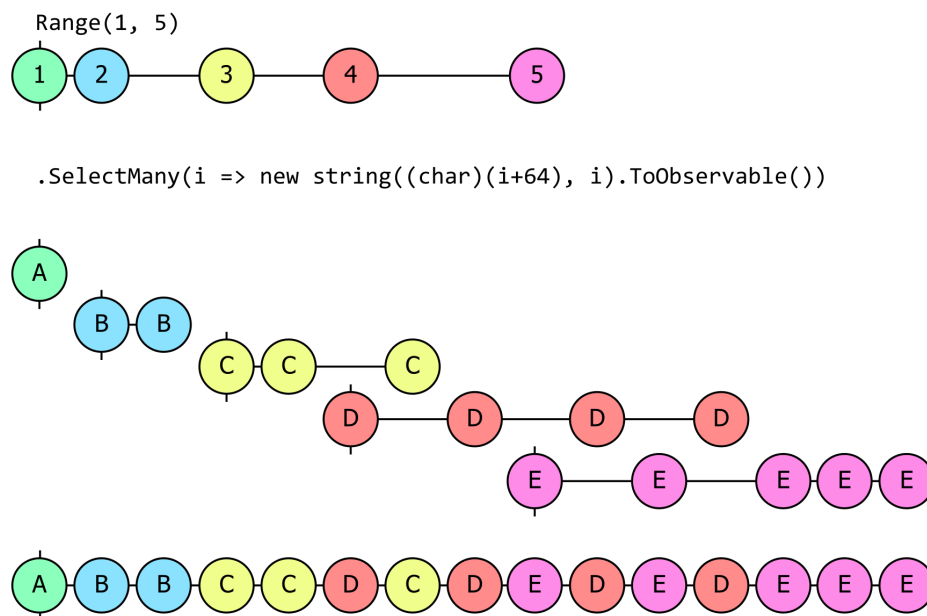 Range(1, 5)
1 2 3 4 5
.SelectMany(i => new string((char)(i+64), i).ToObservable())
A
B B
C C C
D D D D
E E E E E
A B B C C D C D E D E D E E E